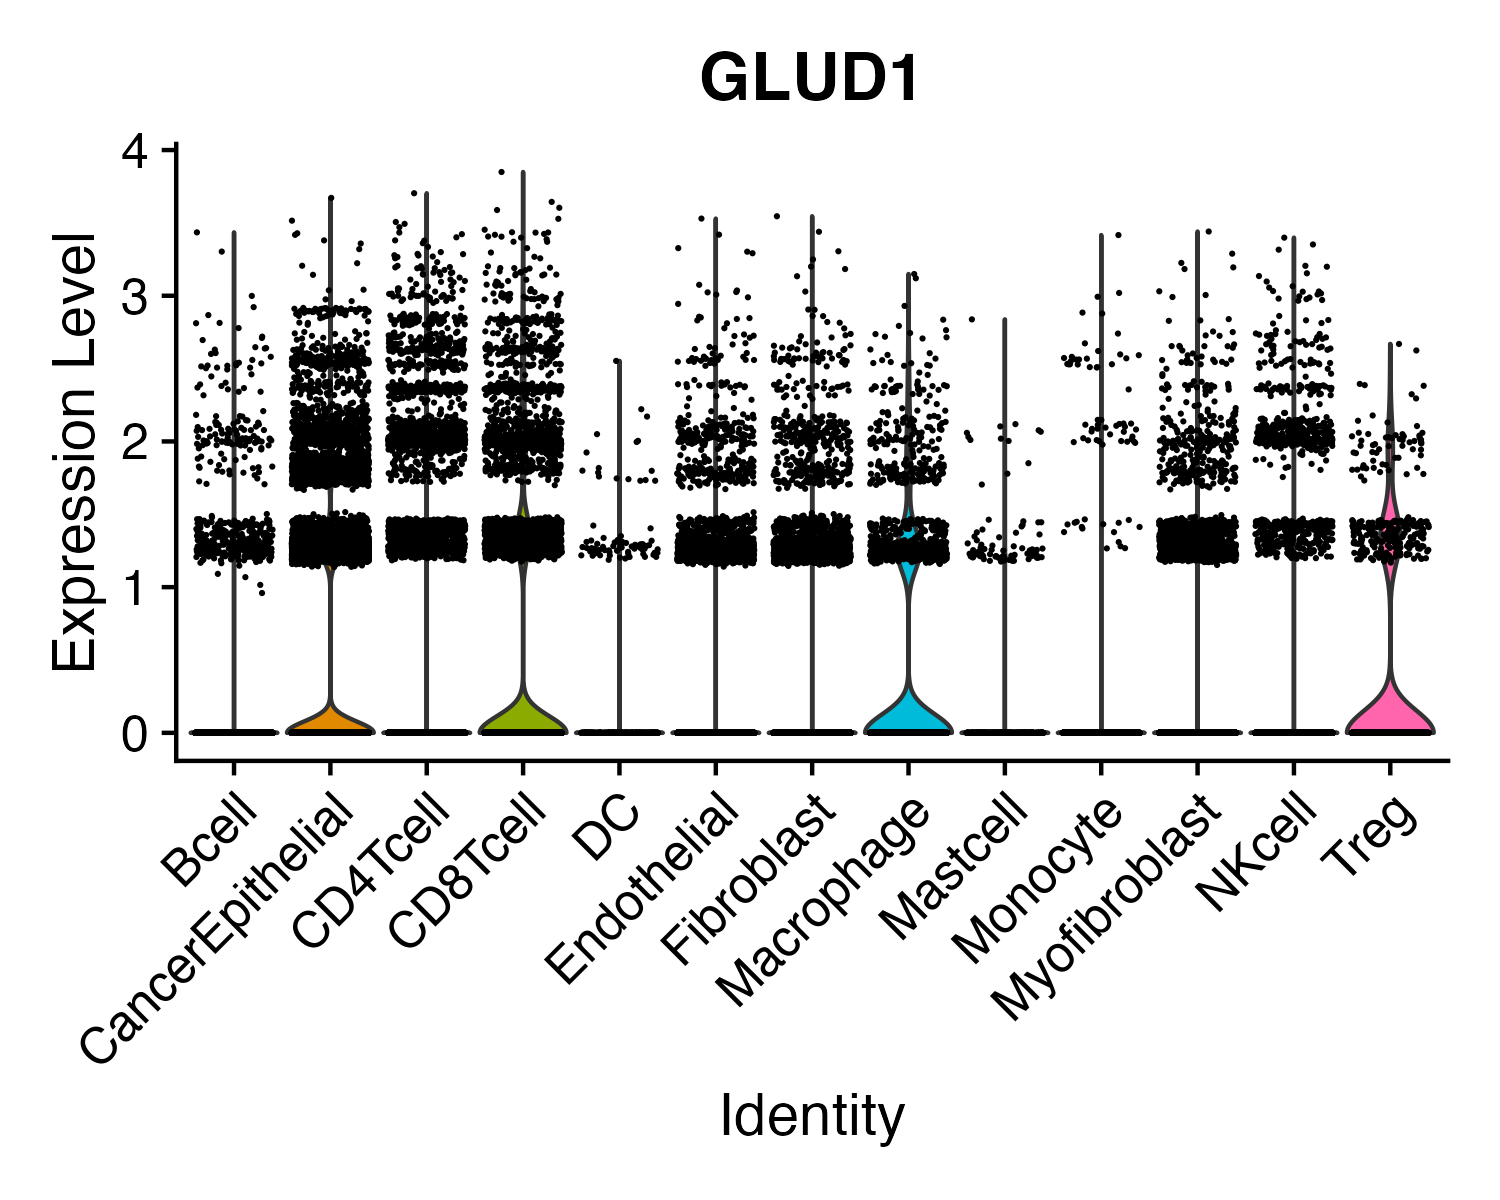 GLUD1
Expression Level
4
3
2
1
0
Bcell
CancerEpithelial
CD4Tcell
CD8Tcell
DC
Endothelial
Fibroblast
Macrophage
Mastcell
Monocyte
Myofibroblast
NKcell
Treg
Identity